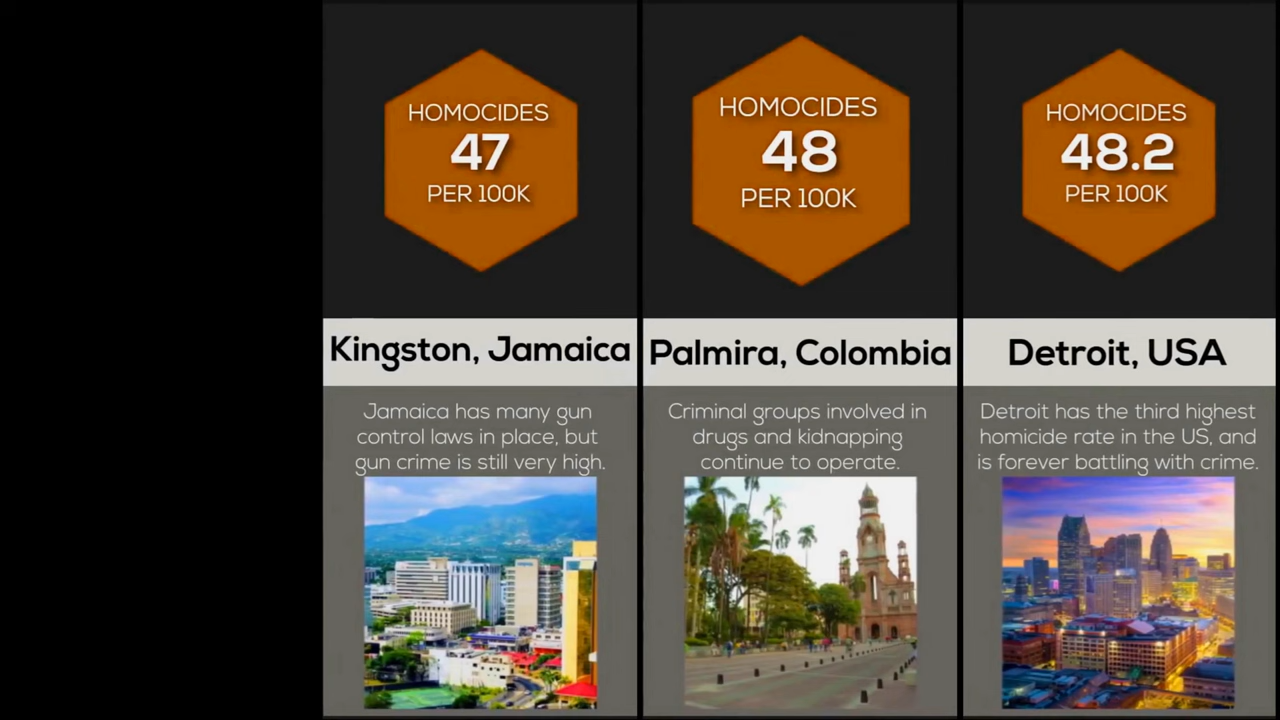 HOMOCIDES
47
PER 100K
Kingston, Jamaica
Jamaica has many gun
control laws in place, but
gun crime is still very high.
HOMOCIDES
48
PER 100K
Palmira, Colombia
Criminal groups involved in
drugs and kidnapping
continue to operate.
HOMOCIDES
48.2
PER 100K
Detroit, USA
Detroit has the third highest
homicide rate in the US, and
is forever battling with crime.